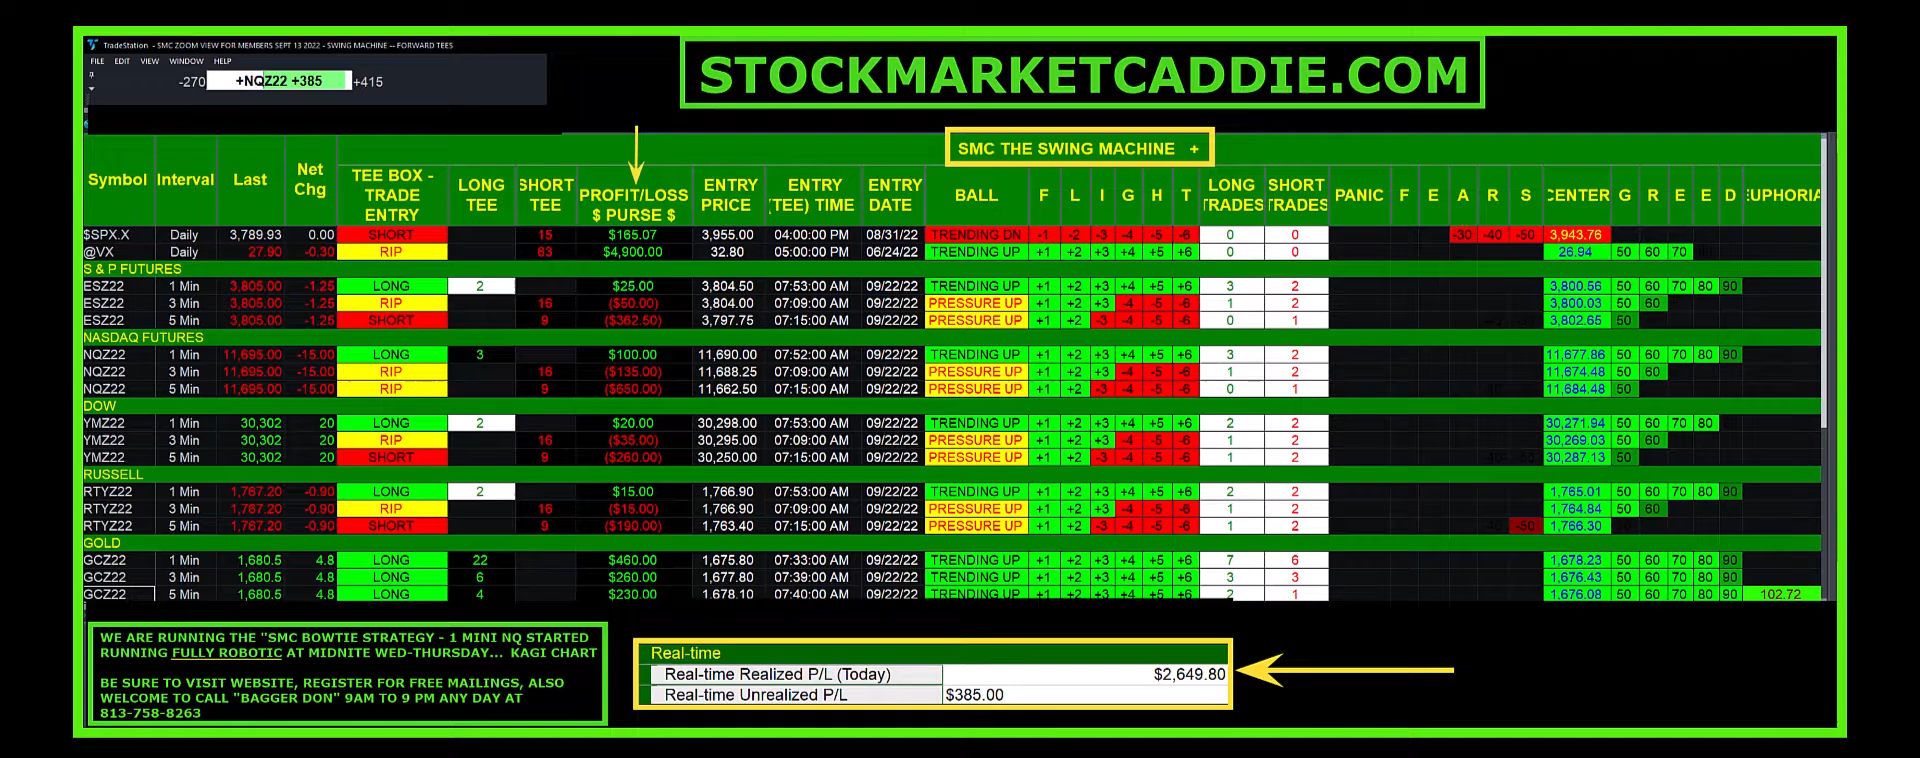 TradeStation - SMC ZOOM VIEW FOR MEMBERS SEPT 13 2022 - SWING MACHINE -- FORWARD TEES
FILE EDIT VIEW WINDOW HELP
-270 +NQZ22 +385 +415
STOCKMARKETCADDIE.COM
SMC THE SWING MACHINE +
Symbol Interval Last Net Chg TEE BOX - TRADE ENTRY LONG TEE SHORT TEE PROFIT/LOSS $ PURSE $ ENTRY PRICE ENTRY (TEE) TIME ENTRY DATE BALL F L I G H T LONG TRADES SHORT TRADES PANIC F E A R S CENTER G R E E D EUPHORIA
$SPX.X Daily 3,789.93 0.00 SHORT 15 $165.07 3,955.00 04:00:00 PM 08/31/22 TRENDING DN -1 -2 -3 -4 -5 -6 0 0 -30 -40 -50 3,943.76
@VX Daily 27.90 -0.30 RIP 63 $4,900.00 32.80 05:00:00 PM 06/24/22 TRENDING UP +1 +2 +3 +4 +5 +6 0 0 26.94 50 60 70
S & P FUTURES
ESZ22 1 Min 3,805.00 -1.25 LONG 2 $25.00 3,804.50 07:53:00 AM 09/22/22 TRENDING UP +1 +2 +3 +4 +5 +6 3 2 3,800.56 50 60 70 80 90
ESZ22 3 Min 3,805.00 -1.25 RIP 16 ($50.00) 3,804.00 07:09:00 AM 09/22/22 PRESSURE UP +1 +2 +3 -4 -5 -6 1 2 3,800.03 50 60
ESZ22 5 Min 3,805.00 -1.25 SHORT 9 ($362.50) 3,797.75 07:15:00 AM 09/22/22 PRESSURE UP +1 +2 -3 -4 -5 -6 0 1 3,802.65 50
NASDAQ FUTURES
NQZ22 1 Min 11,695.00 -15.00 LONG 3 $100.00 11,690.00 07:52:00 AM 09/22/22 TRENDING UP +1 +2 +3 +4 +5 +6 3 2 11,677.86 50 60 70 80 90
NQZ22 3 Min 11,695.00 -15.00 RIP 16 ($135.00) 11,688.25 07:09:00 AM 09/22/22 PRESSURE UP +1 +2 +3 -4 -5 -6 1 2 11,674.48 50 60
NQZ22 5 Min 11,695.00 -15.00 RIP 9 ($650.00) 11,662.50 07:15:00 AM 09/22/22 PRESSURE UP +1 +2 -3 -4 -5 -6 0 1 11,684.48 50
DOW
YMZ22 1 Min 30,302 20 LONG 2 $20.00 30,298.00 07:53:00 AM 09/22/22 TRENDING UP +1 +2 +3 +4 +5 +6 2 2 30,271.94 50 60 70 80
YMZ22 3 Min 30,302 20 RIP 16 ($35.00) 30,295.00 07:09:00 AM 09/22/22 PRESSURE UP +1 +2 +3 -4 -5 -6 1 2 30,269.03 50 60
YMZ22 5 Min 30,302 20 SHORT 9 ($260.00) 30,250.00 07:15:00 AM 09/22/22 PRESSURE UP +1 +2 -3 -4 -5 -6 1 2 30,287.13 50
RUSSELL
RTYZ22 1 Min 1,767.20 -0.90 LONG 2 $15.00 1,766.90 07:53:00 AM 09/22/22 TRENDING UP +1 +2 +3 +4 +5 +6 2 2 1,765.01 50 60 70 80 90
RTYZ22 3 Min 1,767.20 -0.90 RIP 16 ($15.00) 1,766.90 07:09:00 AM 09/22/22 PRESSURE UP +1 +2 +3 -4 -5 -6 1 2 1,764.84 50 60
RTYZ22 5 Min 1,767.20 -0.90 SHORT 9 ($190.00) 1,763.40 07:15:00 AM 09/22/22 PRESSURE UP +1 +2 -3 -4 -5 -6 1 2 -50 1,766.30
GOLD
GCZ22 1 Min 1,680.5 4.8 LONG 22 $460.00 1,675.80 07:33:00 AM 09/22/22 TRENDING UP +1 +2 +3 +4 +5 +6 7 6 1,678.23 50 60 70 80 90
GCZ22 3 Min 1,680.5 4.8 LONG 6 $260.00 1,677.80 07:39:00 AM 09/22/22 TRENDING UP +1 +2 +3 +4 +5 +6 3 3 1,676.43 50 60 70 80 90
GCZ22 5 Min 1,680.5 4.8 LONG 4 $230.00 1,678.10 07:40:00 AM 09/22/22 TRENDING UP +1 +2 +3 +4 +5 +6 2 1 1,676.08 50 60 70 80 90 102.72
WE ARE RUNNING THE "SMC BOWTIE STRATEGY - 1 MINI NQ STARTED
RUNNING FULLY ROBOTIC AT MIDNITE WED-THURSDAY... KAGI CHART
BE SURE TO VISIT WEBSITE, REGISTER FOR FREE MAILINGS, ALSO
WELCOME TO CALL "BAGGER DON" 9AM TO 9 PM ANY DAY AT
813-758-8263
Real-time
Real-time Realized P/L (Today) $2,649.80
Real-time Unrealized P/L $385.00